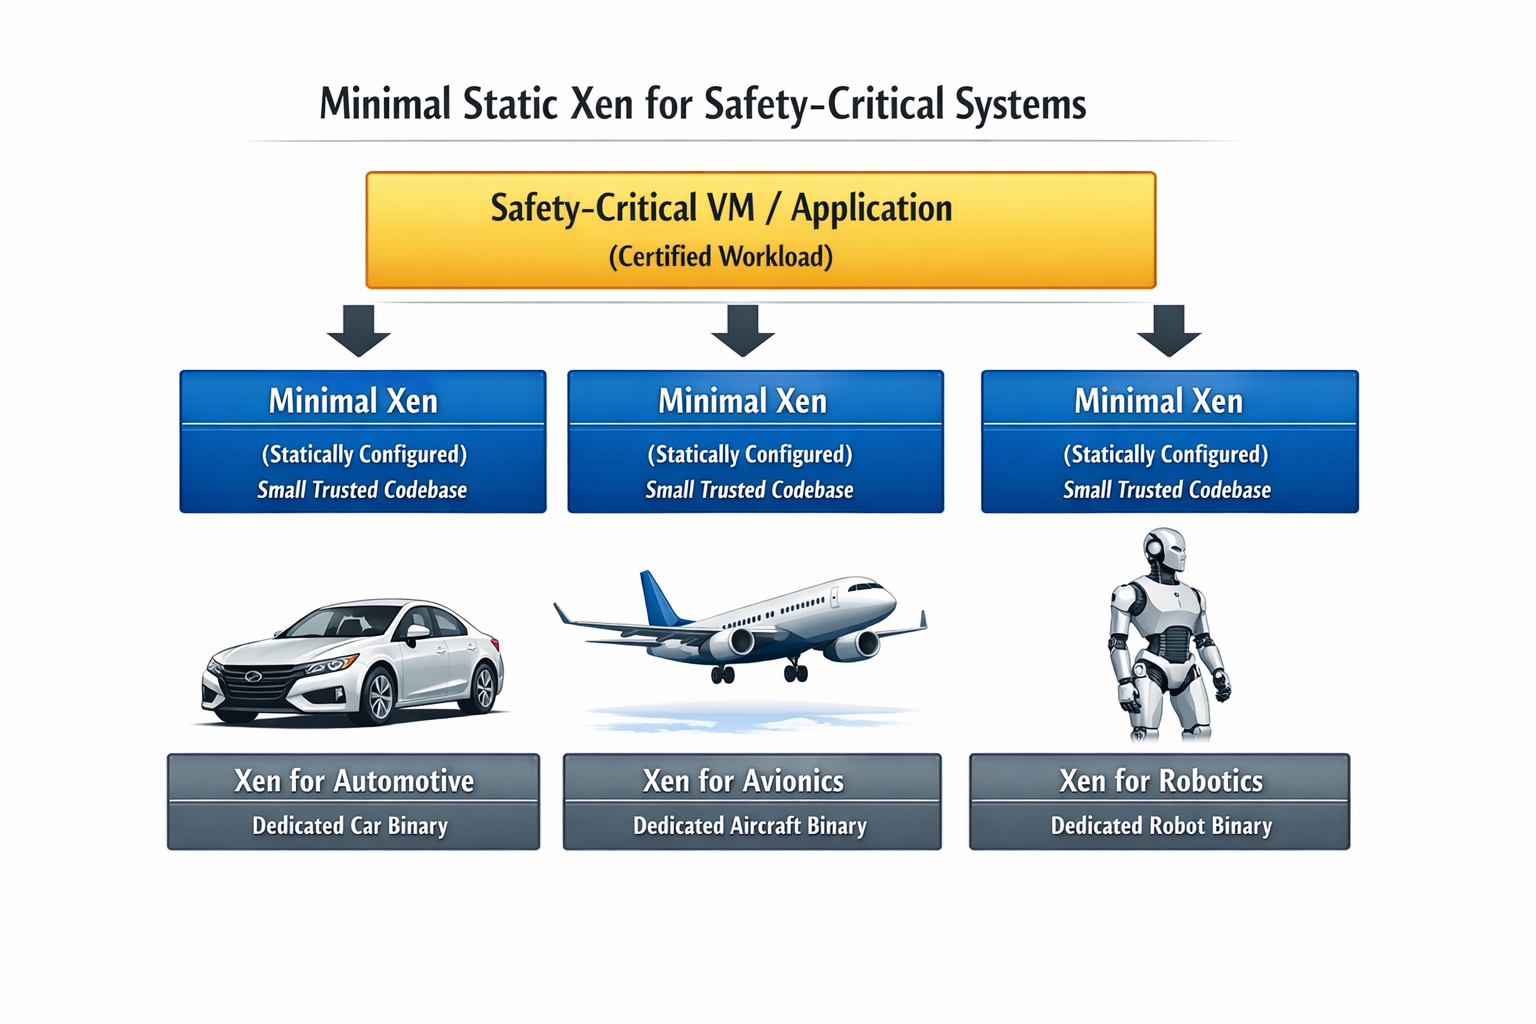 Minimal Static Xen for Safety-Critical Systems
Safety-Critical VM / Application
(Certified Workload)
Minimal Xen
(Statically Configured)
Small Trusted Codebase
Minimal Xen
(Statically Configured)
Small Trusted Codebase
Minimal Xen
(Statically Configured)
Small Trusted Codebase
Xen for Automotive
Dedicated Car Binary
Xen for Avionics
Dedicated Aircraft Binary
Xen for Robotics
Dedicated Robot Binary